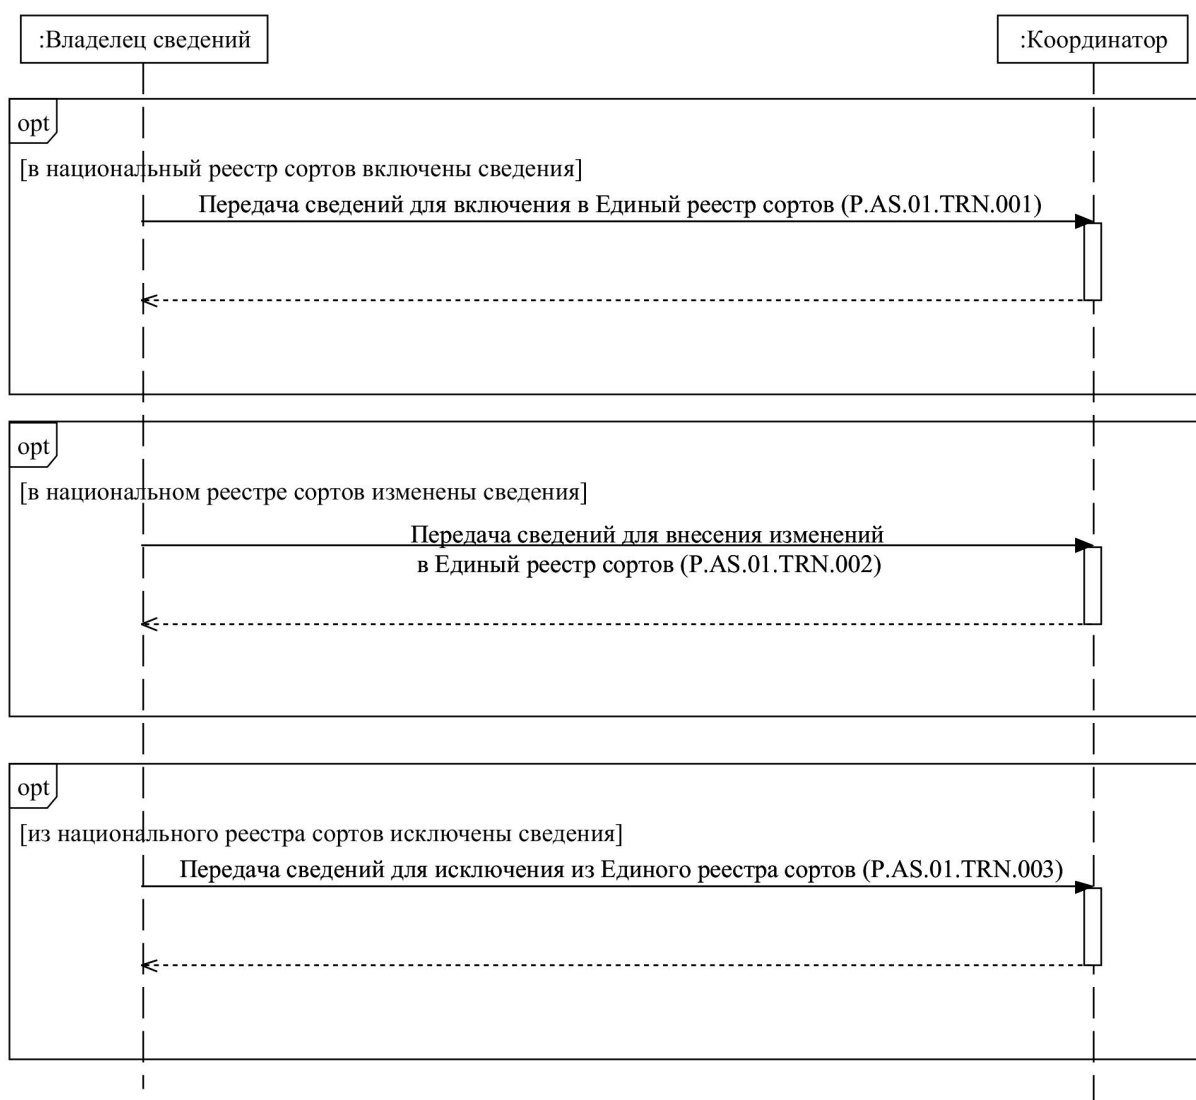 :Владелец сведений
:Координатор
opt
[в национальный реестр сортов включены сведения]
Передача сведений для включения в Единый реестр сортов (P.AS.01.TRN.001)
opt
[в национальном реестре сортов изменены сведения]
Передача сведений для внесения изменений
в Единый реестр сортов (P.AS.01.TRN.002)
opt
[из национального реестра сортов исключены сведения]
Передача сведений для исключения из Единого реестра сортов (P.AS.01.TRN.003)